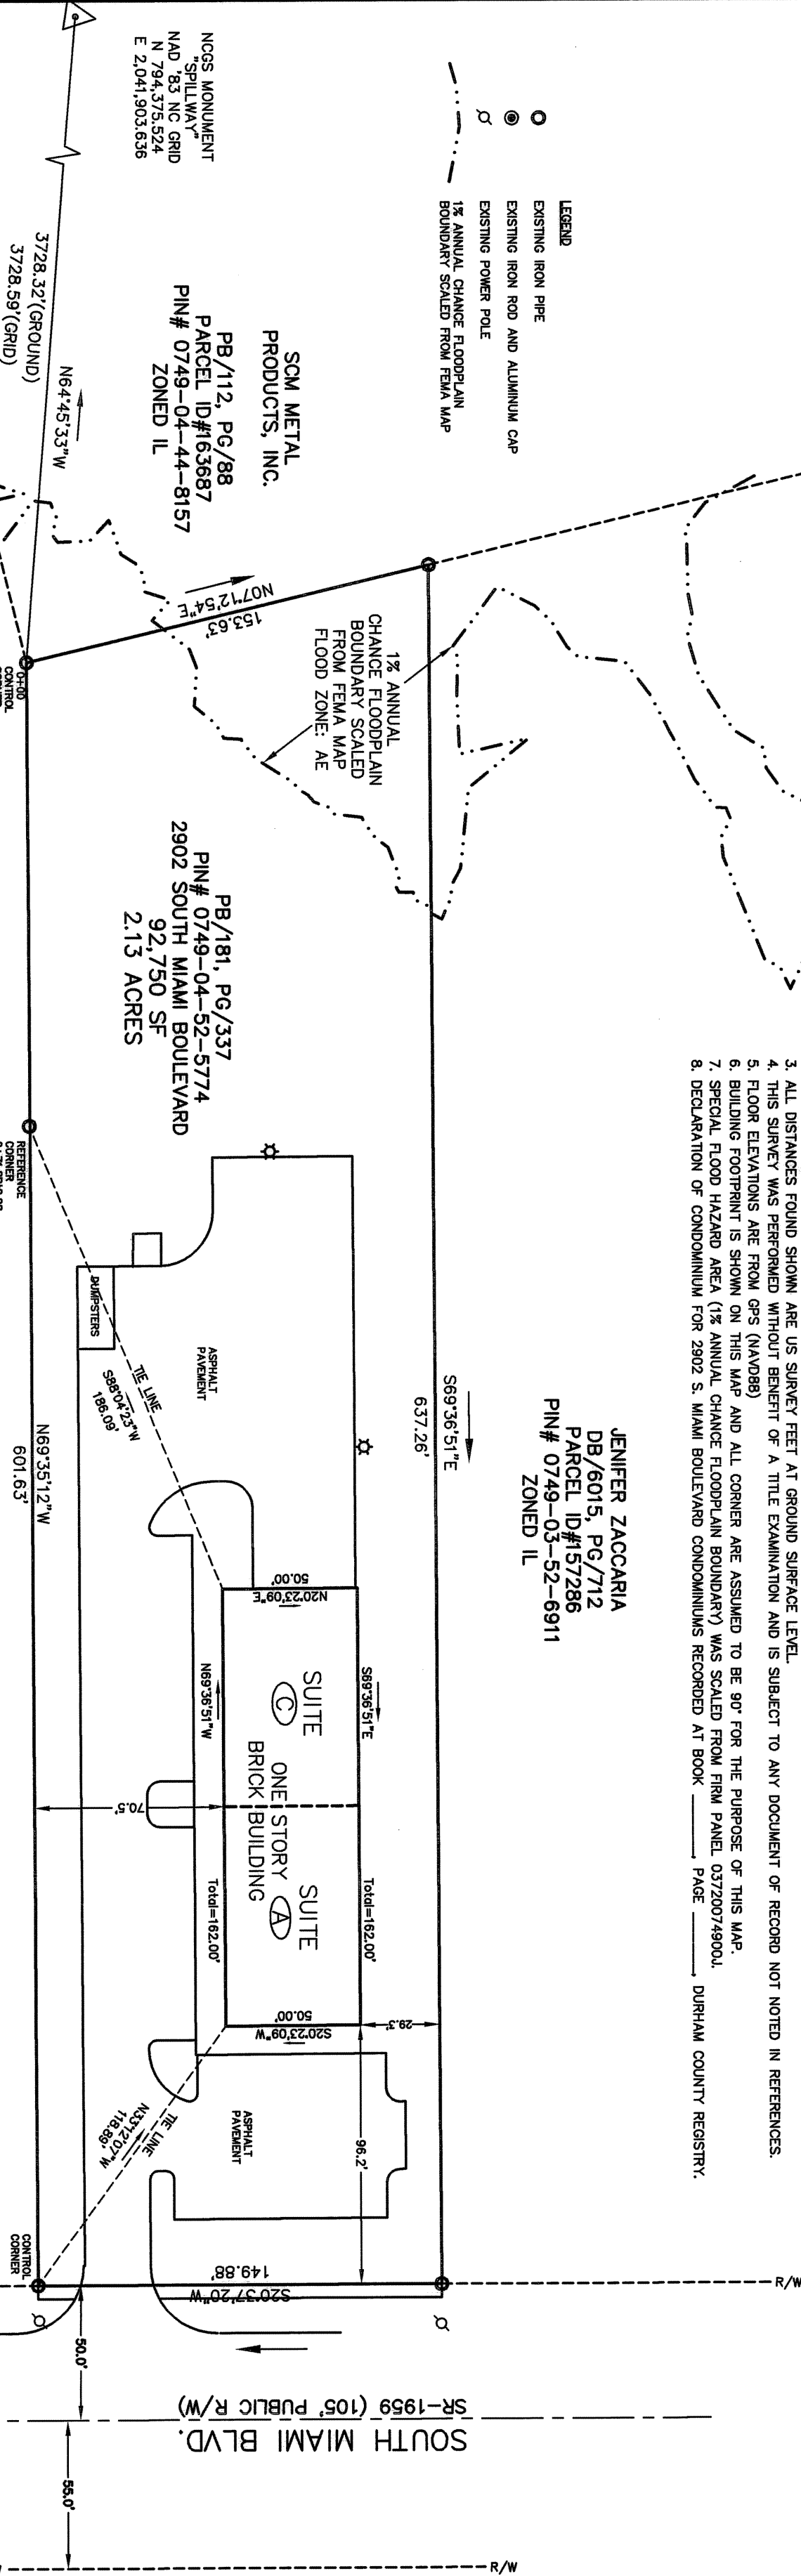 3. ALL DISTANCES FOUND SHOWN ARE US SURVEY FEET AT GROUND SURFACE LEVEL.
4. THIS SURVEY WAS PERFORMED WITHOUT BENEFIT OF A TITLE EXAMINATION AND IS SUBJECT TO ANY DOCUMENT OF RECORD NOT NOTED IN REFERENCES.
5. FLOOR ELEVATIONS ARE FROM GPS (NAVD88)
6. BUILDING FOOTPRINT IS SHOWN ON THIS MAP AND ALL CORNER ARE ASSUMED TO BE 90° FOR THE PURPOSE OF THIS MAP.
7. SPECIAL FLOOD HAZARD AREA (1% ANNUAL CHANCE FLOODPLAIN BOUNDARY) WAS SCALED FROM FIRM PANEL 03720074900J.
8. DECLARATION OF CONDOMINIUM FOR 2902 S. MIAMI BOULEVARD CONDOMINIUMS RECORDED AT BOOK ______, PAGE ______, DURHAM COUNTY REGISTRY.
LEGEND
EXISTING IRON PIPE
EXISTING IRON ROD AND ALUMINUM CAP
EXISTING POWER POLE
1% ANNUAL CHANGE FLOODPLAIN
BOUNDARY SCALED FROM FEMA MAP
NCGS MONUMENT
"SPILLWAY"
NAD '83 NC GRID
N 794,375.524
E 2,041,903.636
N64°45'33"W
3728.32'(GROUND)
3728.59'(GRID)
SCM METAL
PRODUCTS, INC.
PB/112, PG/88
PARCEL ID#163687
PIN# 0749-04-44-8157
ZONED IL
N07°12'54"E
153.63'
1% ANNUAL
CHANCE FLOODPLAIN
BOUNDARY SCALED
FROM FEMA MAP
FLOOD ZONE: AE
JENIFER ZACCARIA
DB/6015, PG/712
PARCEL ID#157286
PIN# 0749-03-52-6911
ZONED IL
S69°36'51"E
637.26'
PB/181, PG/337
PIN# 0749-04-52-5774
2902 SOUTH MIAMI BOULEVARD
92,750 SF
2.13 ACRES
0+00
CONTROL
REFERENCE
CORNER
DUMPSTERS
ASPHALT
PAVEMENT
TIE LINE
S88°04'23"W
186.09'
N69°35'12"W
601.63'
N20°23'09"E
50.00'
S69°36'51"E
Total=162.00'
SUITE
C
ONE STORY
BRICK BUILDING
SUITE
A
N69°36'51"W
Total=162.00'
70.5'
50.00'
S20°23'09"W
29.3'
96.2'
ASPHALT
PAVEMENT
TIE LINE
N33°12'07"W
118.89'
CONTROL
CORNER
149.88'
S20°37'20"W
R/W
50.0'
SR-1959 (105' PUBLIC R/W)
SOUTH MIAMI BLVD.
55.0'
R/W